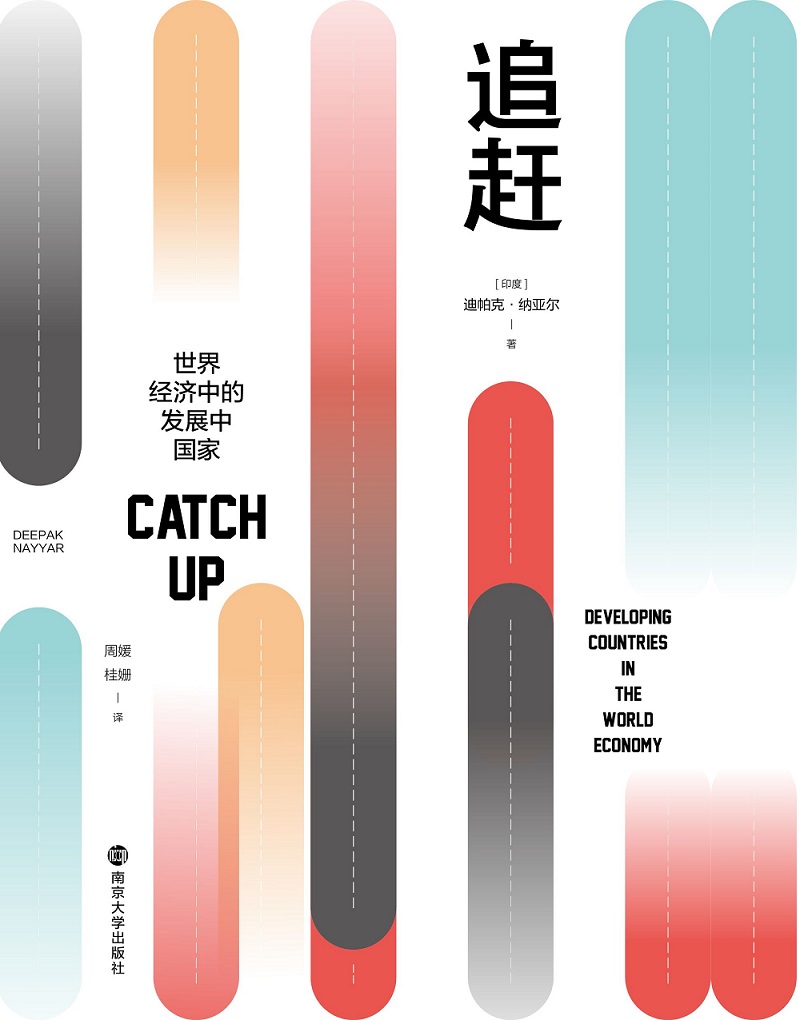 追
赶
[印度]
迪帕克·纳亚尔
著
世界
经济中的
发展中
国家
CATCH
UP
DEEPAK
NAYYAR
DEVELOPING
COUNTRIES
IN
THE
WORLD
ECONOMY
周媛
桂姗
译
南京大学出版社